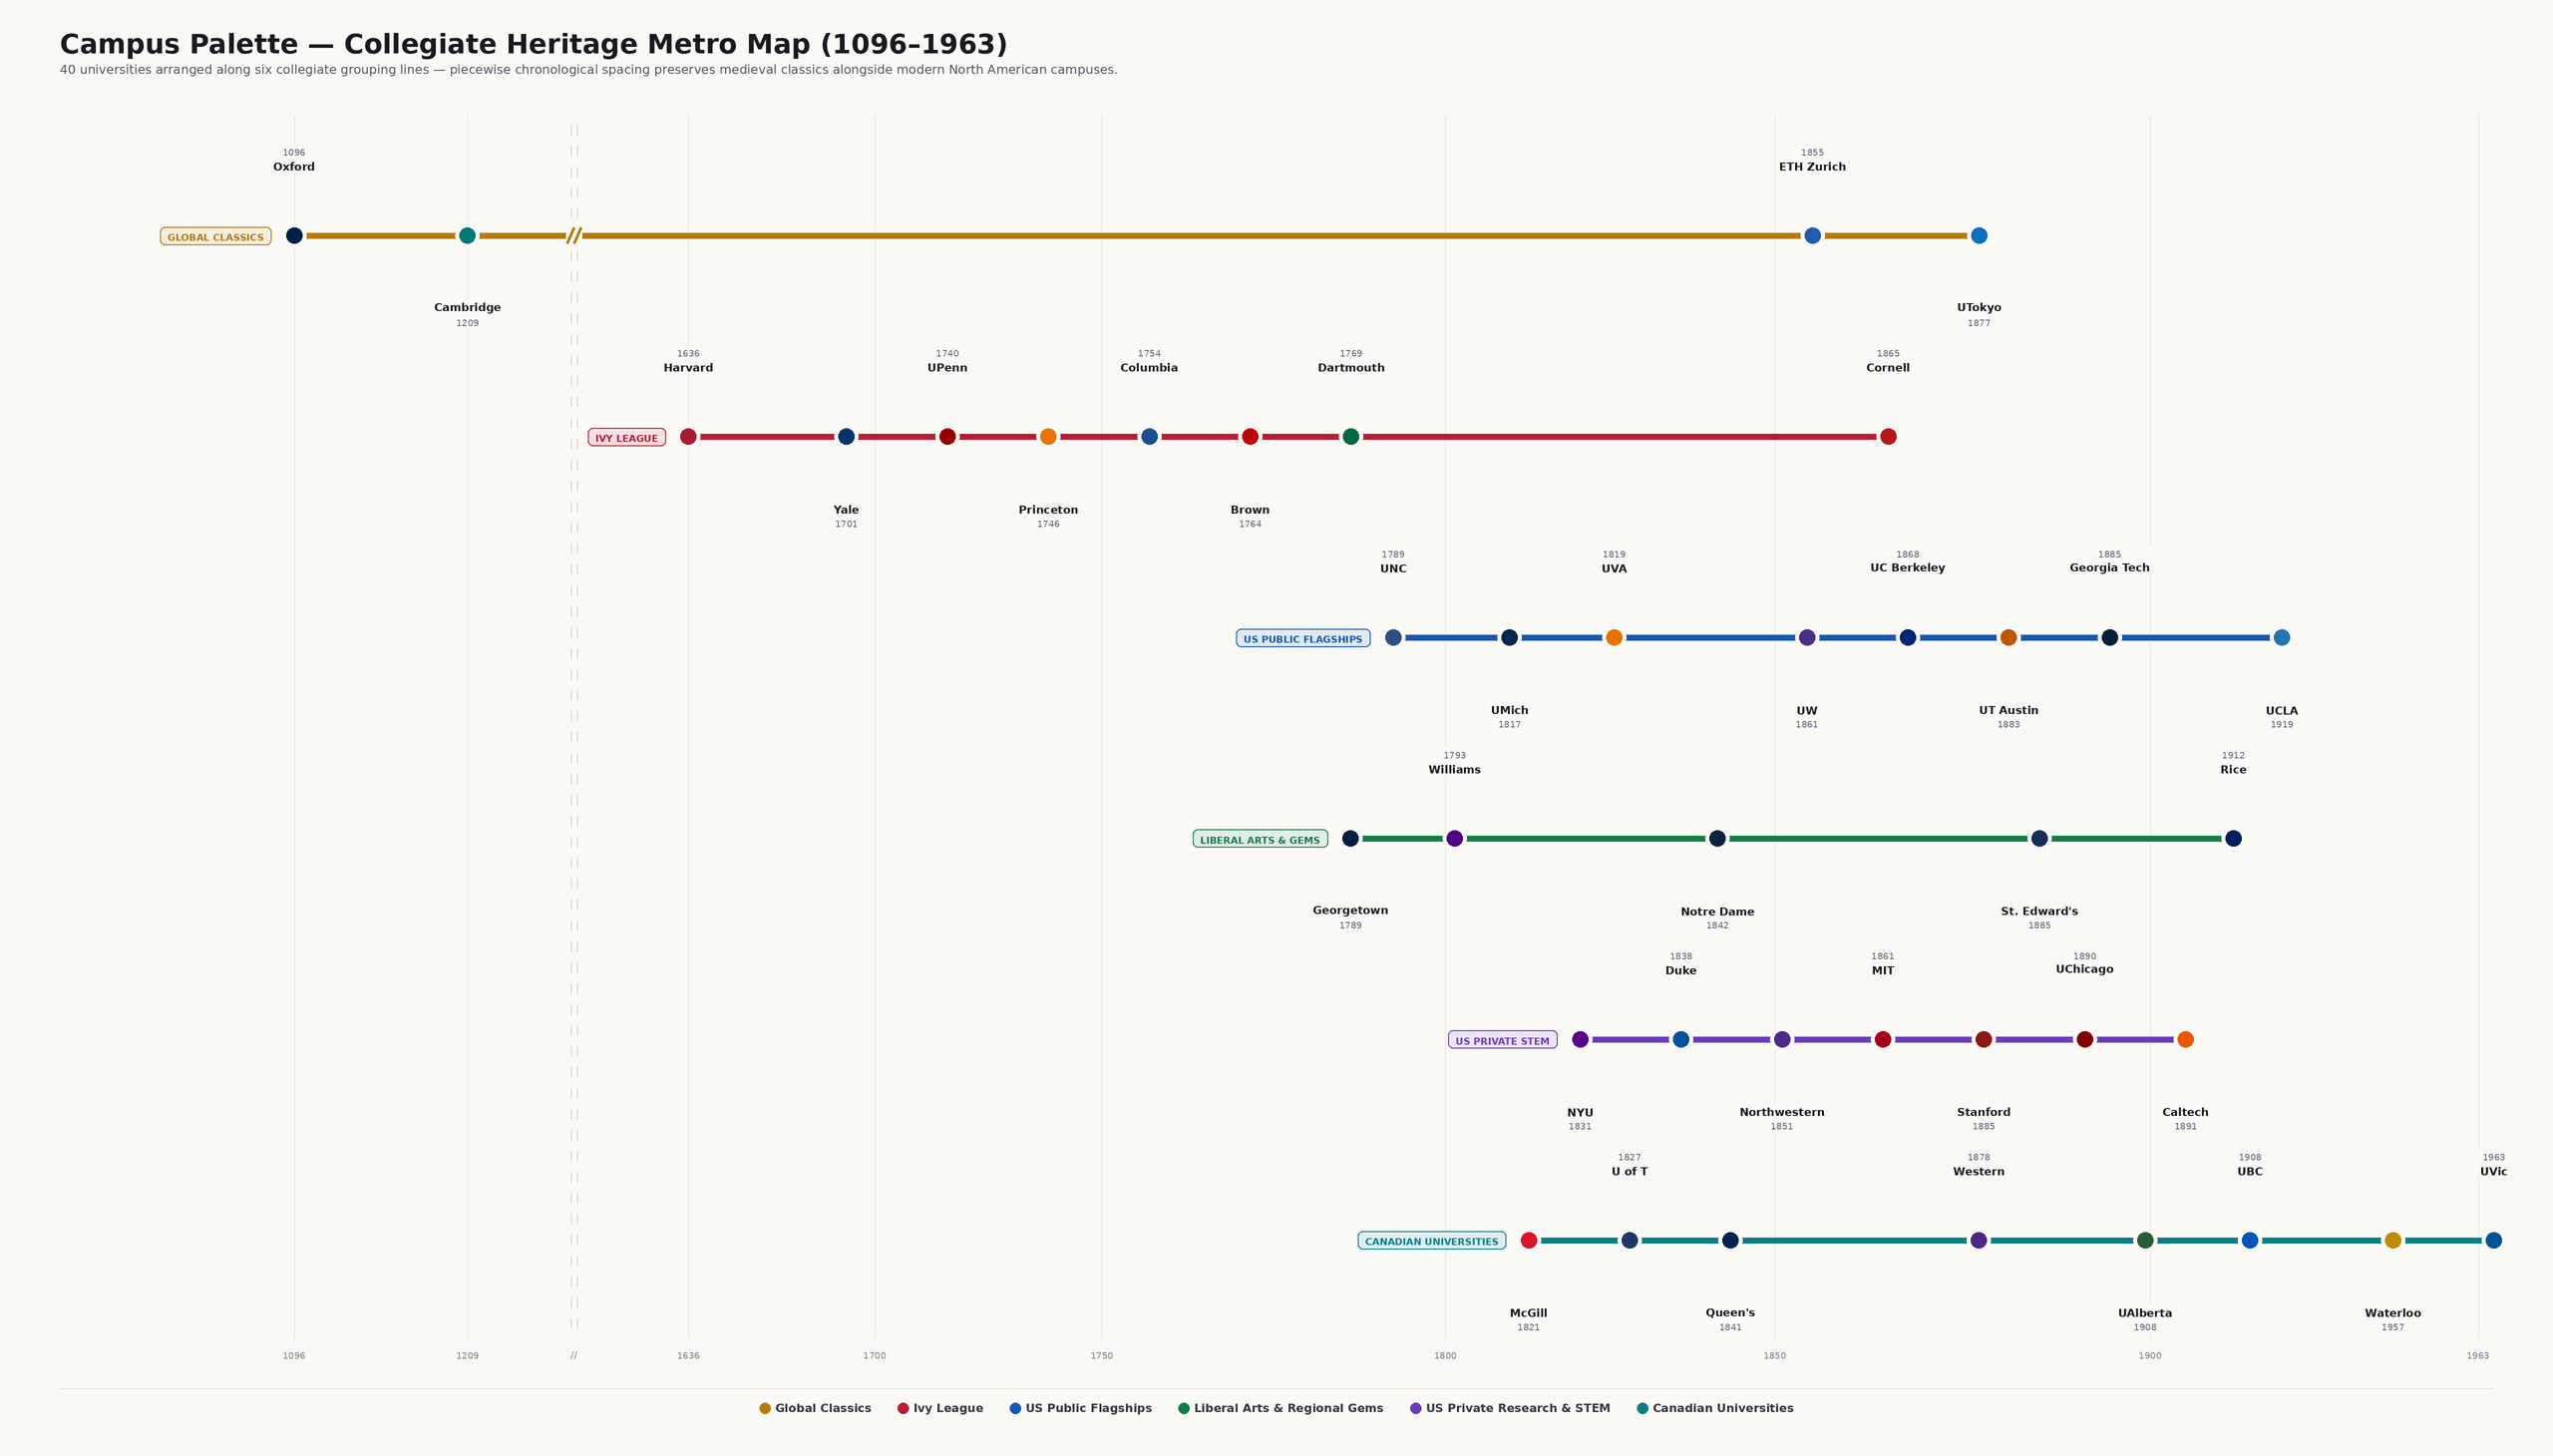 Campus Palette — Collegiate Heritage Metro Map (1096–1963)
40 universities arranged along six collegiate grouping lines — piecewise chronological spacing preserves medieval classics alongside modern North American campuses.
1096
Oxford
1855
ETH Zurich
GLOBAL CLASSICS
//
Cambridge
1209
UTokyo
1877
1636
Harvard
1740
UPenn
1754
Columbia
1769
Dartmouth
1865
Cornell
IVY LEAGUE
Yale
1701
Princeton
1746
Brown
1764
1789
UNC
1819
UVA
1868
UC Berkeley
1885
Georgia Tech
US PUBLIC FLAGSHIPS
UMich
1817
UW
1861
UT Austin
1883
UCLA
1919
1793
Williams
1912
Rice
LIBERAL ARTS & GEMS
Georgetown
1789
Notre Dame
1842
St. Edward's
1885
1838
Duke
1861
MIT
1890
UChicago
US PRIVATE STEM
NYU
1831
Northwestern
1851
Stanford
1885
Caltech
1891
1827
U of T
1878
Western
1908
UBC
1963
UVic
CANADIAN UNIVERSITIES
McGill
1821
Queen's
1841
UAlberta
1908
Waterloo
1957
1096 1209 // 1636 1700 1750 1800 1850 1900 1963
Global Classics Ivy League US Public Flagships Liberal Arts & Regional Gems US Private Research & STEM Canadian Universities